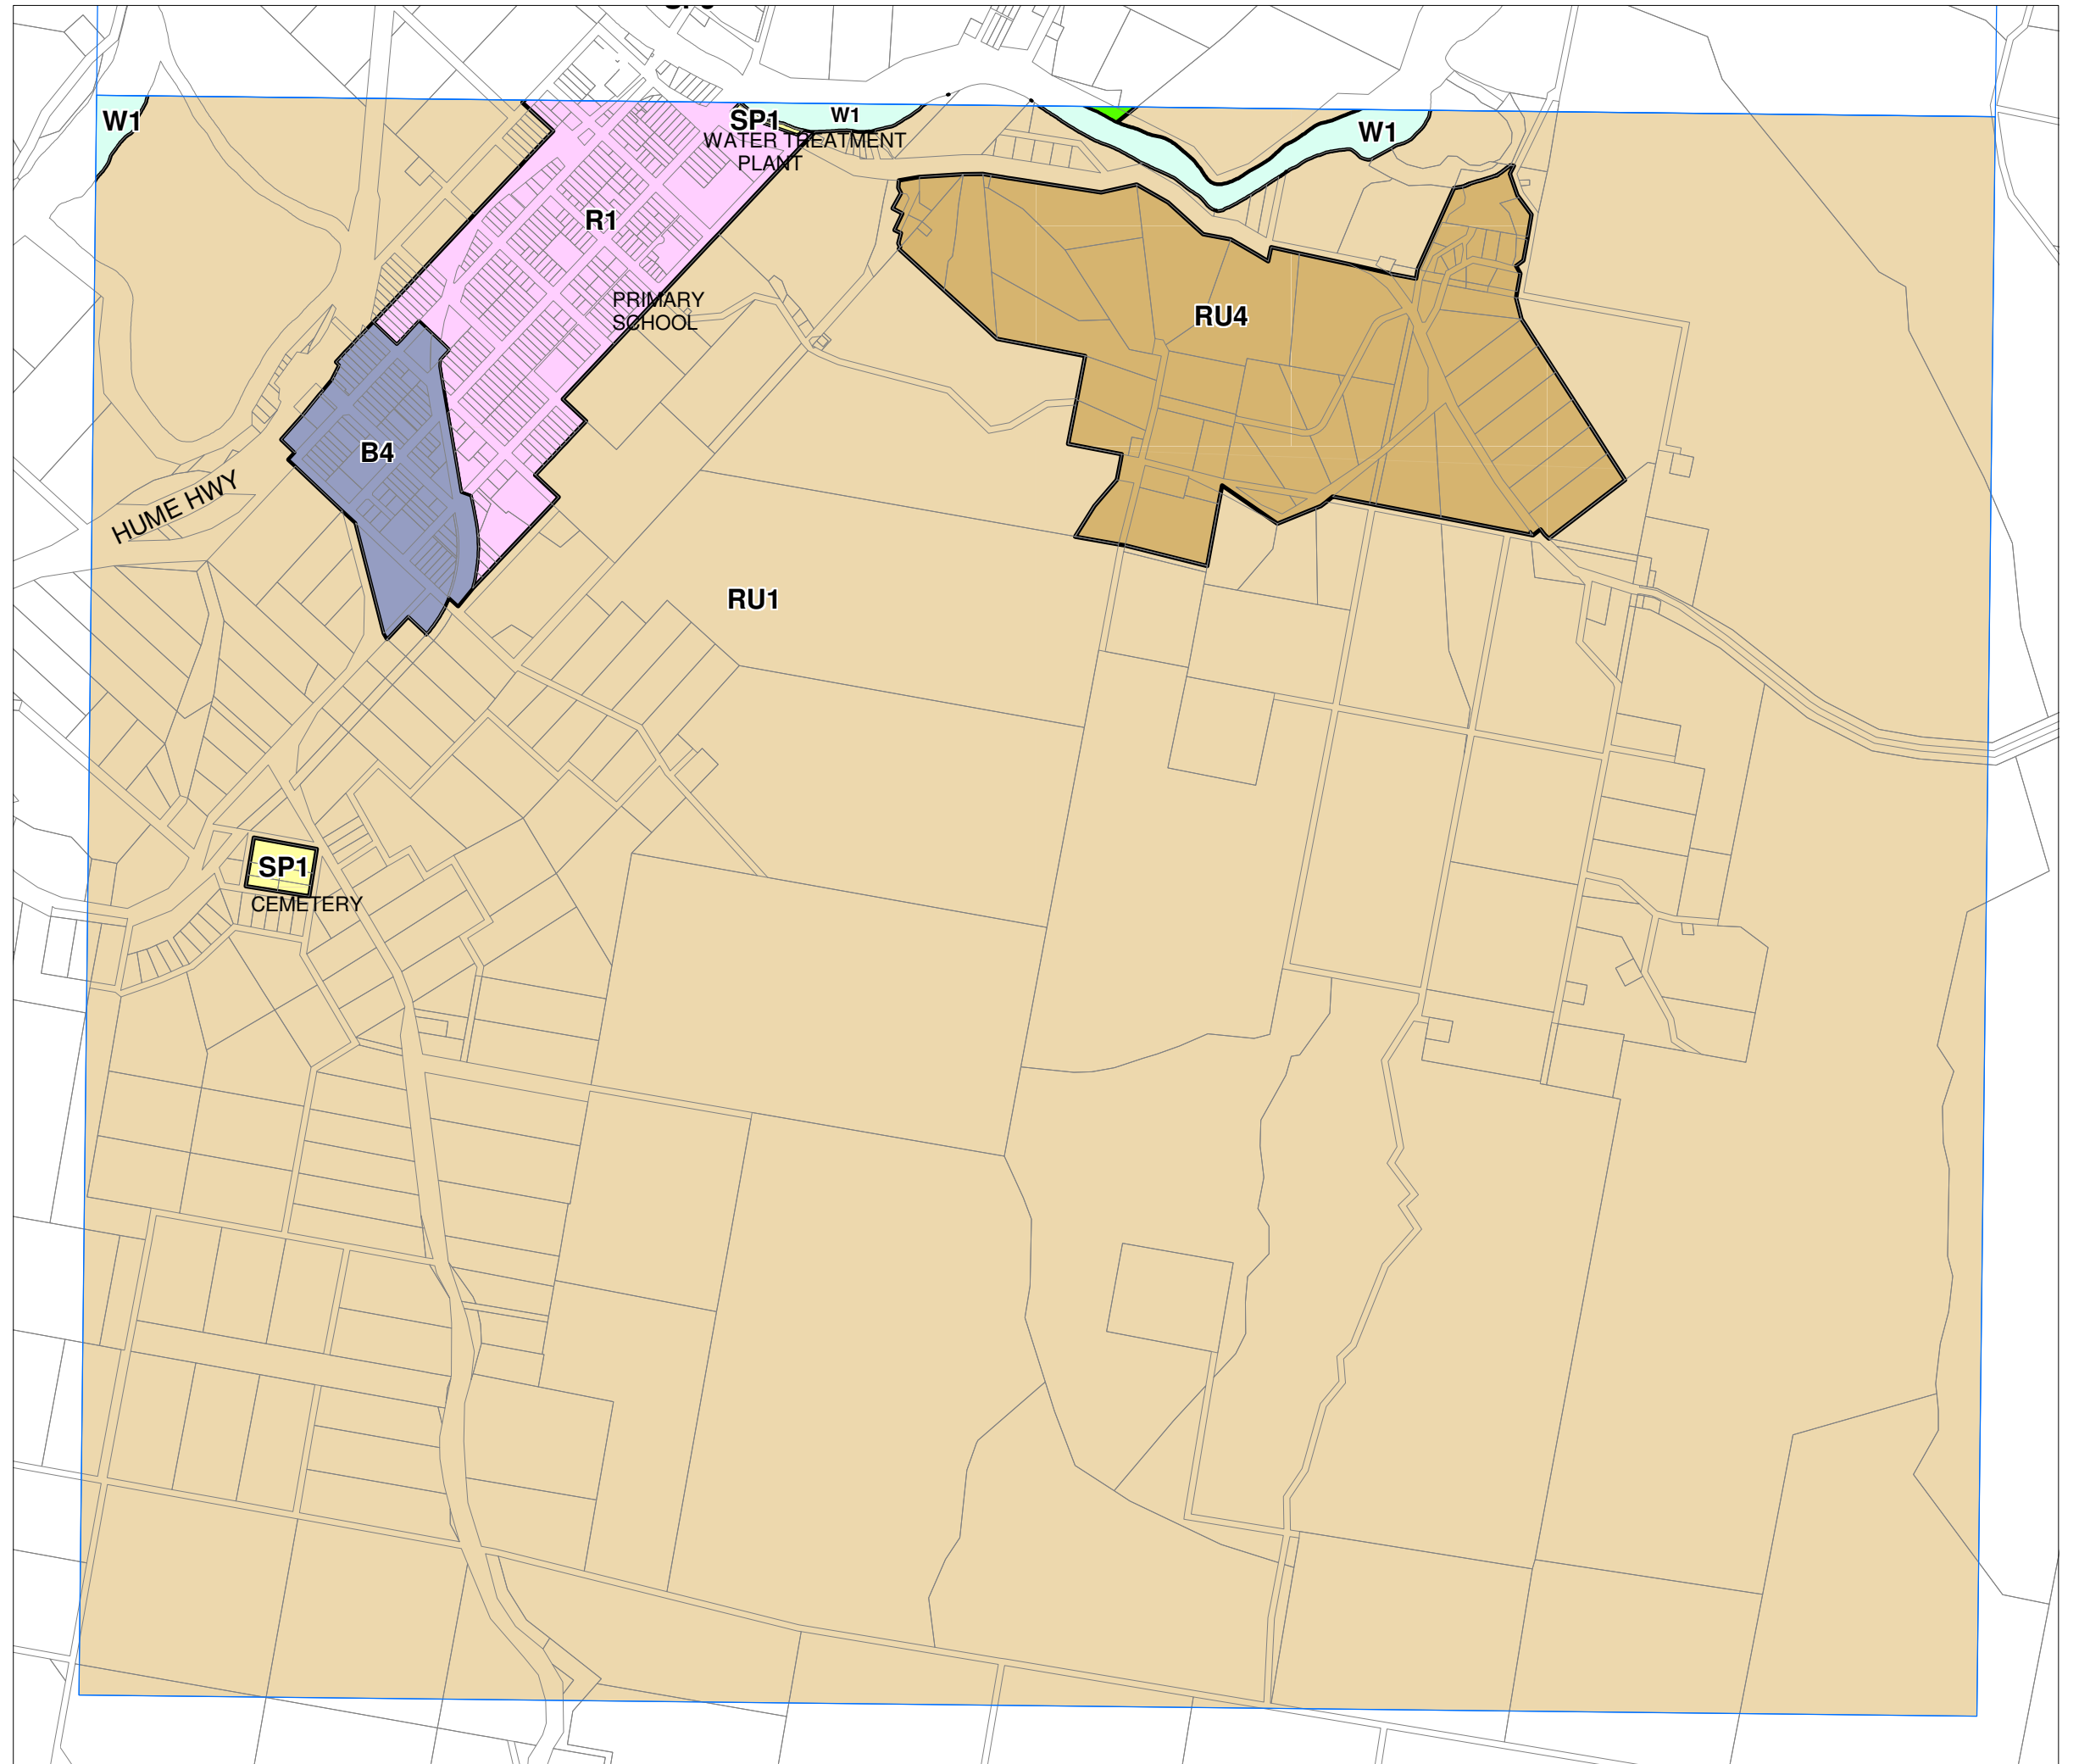 W1
SP1
W1
W1
WATER TREATMENT
PLANT
R1
PRIMARY
SCHOOL
RU4
B4
HUME HWY
RU1
SP1
CEMETERY